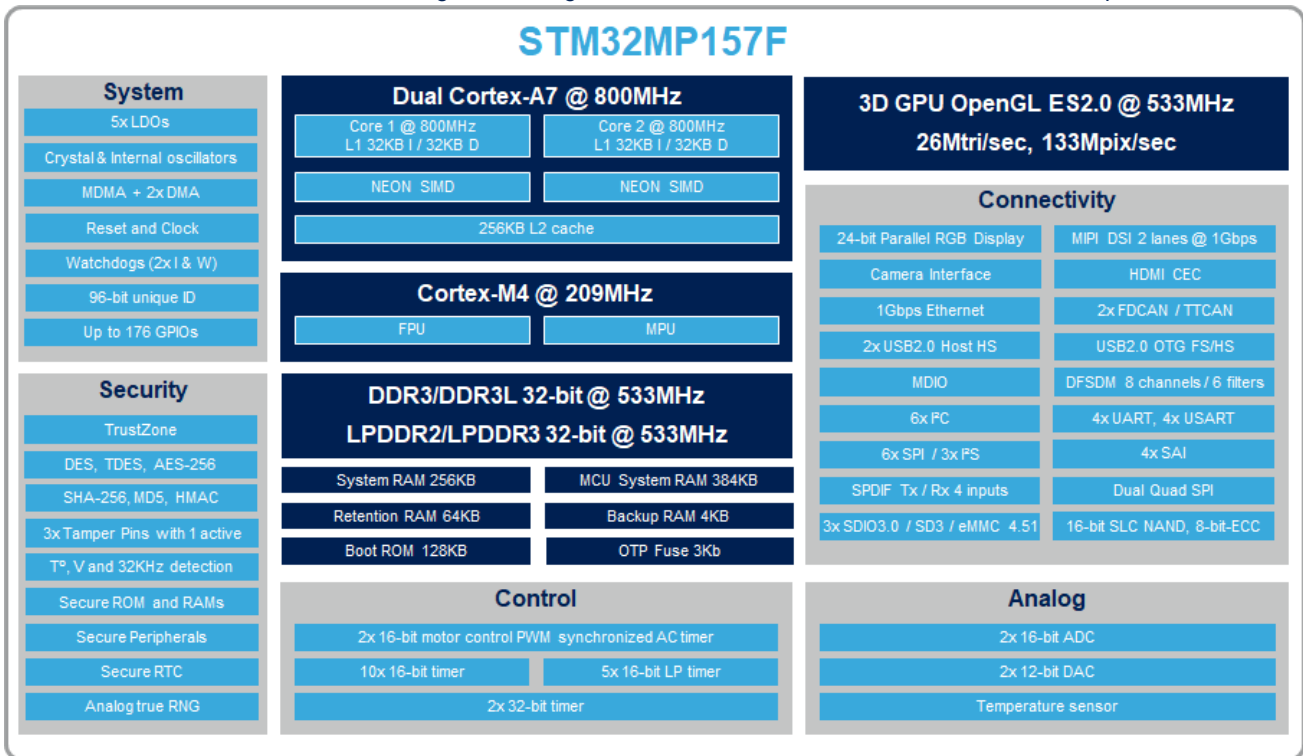 STM32MP157F
System
5x LDOs
Crystal & Internal oscillators
MDMA + 2x DMA
Reset and Clock
Watchdogs (2x I & W)
96-bit unique ID
Up to 176 GPIOs
Security
TrustZone
DES, TDES, AES-256
SHA-256, MD5, HMAC
3x Tamper Pins with 1 active
Tº, V and 32KHz detection
Secure ROM and RAMs
Secure Peripherals
Secure RTC
Analog true RNG
Dual Cortex-A7 @ 800MHz
Core 1 @ 800MHz
L1 32KB I / 32KB D
Core 2 @ 800MHz
L1 32KB I / 32KB D
NEON SIMD
NEON SIMD
256KB L2 cache
Cortex-M4 @ 209MHz
FPU
MPU
DDR3/DDR3L 32-bit @ 533MHz
LPDDR2/LPDDR3 32-bit @ 533MHz
System RAM 256KB
MCU System RAM 384KB
Retention RAM 64KB
Backup RAM 4KB
Boot ROM 128KB
OTP Fuse 3Kb
Control
2x 16-bit motor control PWM synchronized AC timer
10x 16-bit timer
5x 16-bit LP timer
2x 32-bit timer
3D GPU OpenGL ES2.0 @ 533MHz
26Mtri/sec, 133Mpix/sec
Connectivity
24-bit Parallel RGB Display
MIPI DSI 2 lanes @ 1Gbps
Camera Interface
HDMI CEC
1Gbps Ethernet
2x FDCAN / TTCAN
2x USB2.0 Host HS
USB2.0 OTG FS/HS
MDIO
DFSDM 8 channels / 6 filters
6x I²C
4x UART, 4x USART
6x SPI / 3x I²S
4x SAI
SPDIF Tx / Rx 4 inputs
Dual Quad SPI
3x SDIO3.0 / SD3 / eMMC 4.51
16-bit SLC NAND, 8-bit-ECC
Analog
2x 16-bit ADC
2x 12-bit DAC
Temperature sensor